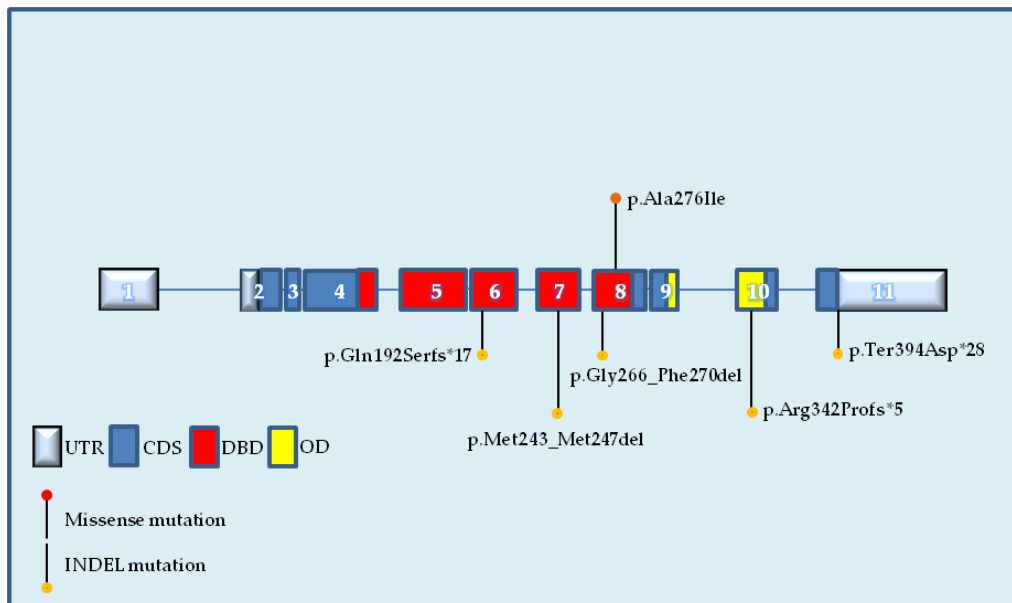 p.Ala276Ile
1 2 3 4 5 6 7 8 9 10 11
p.Gln192Serfs*17
p.Ter394Asp*28
p.Gly266_Phe270del
p.Arg342Profs*5
p.Met243_Met247del
UTR CDS DBD OD
Missense mutation
INDEL mutation